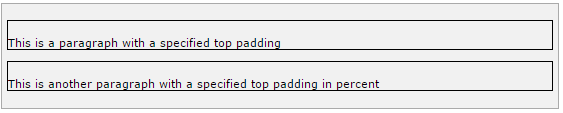 This is a paragraph with a specified top padding
This is another paragraph with a specified top padding in percent